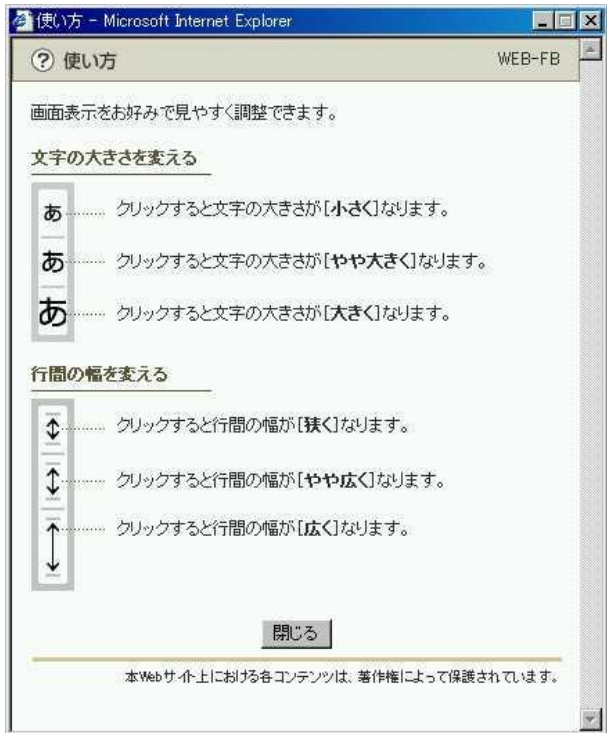 使い方 - Microsoft Internet Explorer
? 使い方
WEB-FB
画面表示をお好みで見やすく調整できます。
文字の大きさを変える
あ クリックすると文字の大きさが[小さく]なります。
あ クリックすると文字の大きさが[やや大きく]なります。
あ クリックすると文字の大きさが[大きく]なります。
行間の幅を変える
クリックすると行間の幅が[狭く]なります。
クリックすると行間の幅が[やや広く]なります。
クリックすると行間の幅が[広く]なります。
閉じる
本Webサイト上における各コンテンツは、著作権によって保護されています。